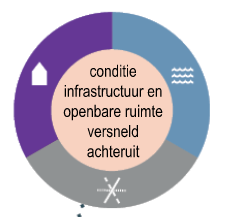 conditie
infrastructuur en
openbare ruimte
versneld
achteruit